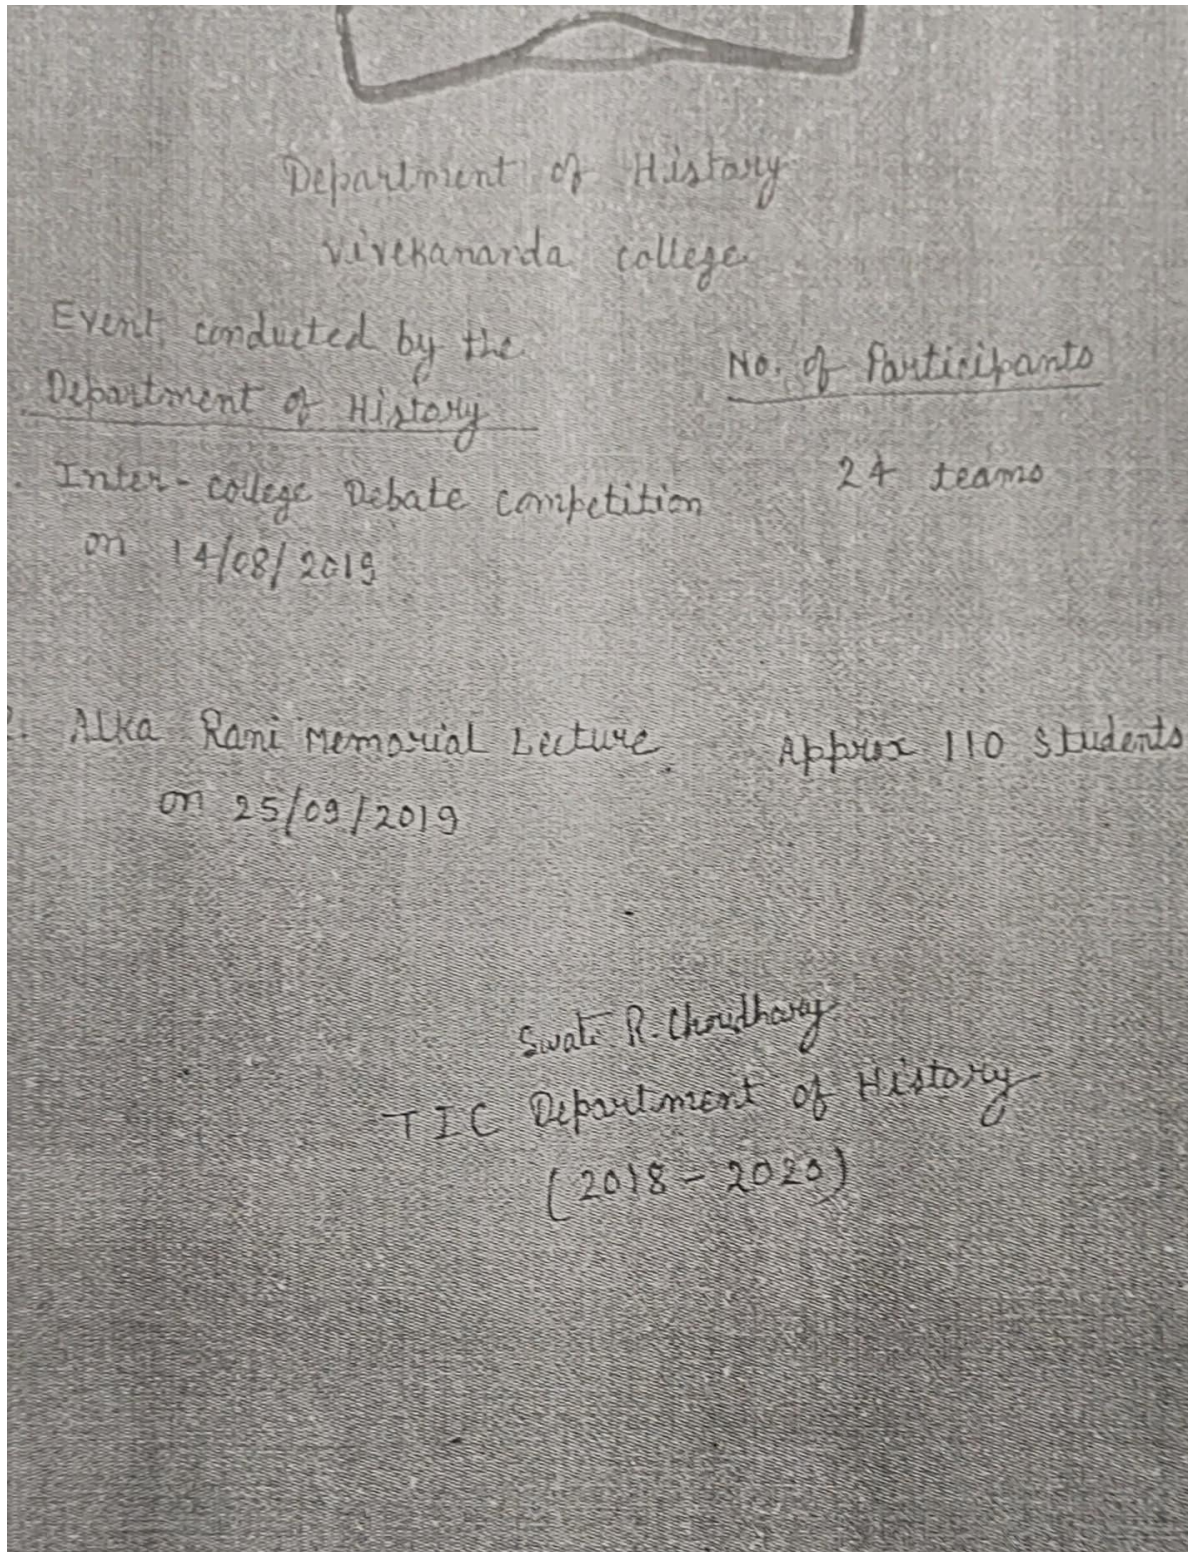 Department of History
Vivekananda College
Event conducted by the
Department of History
No. of Participants
. Inter-college Debate competition
on 14/08/2019
24 teams
2. Alka Rani Memorial Lecture
on 25/09/2019
Approx 110 Students
Swati R. Choudhary
TIC Department of History
(2018 - 2020)